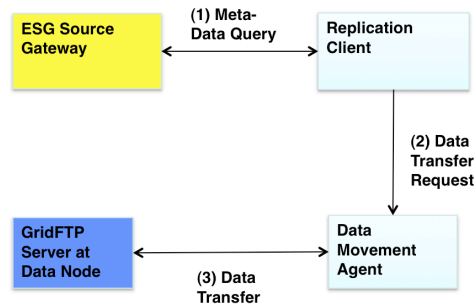 ESG Source
Gateway
(1) Meta-
Data Query
Replication
Client
(2) Data
Transfer
Request
GridFTP
Server at
Data Node
(3) Data
Transfer
Data
Movement
Agent